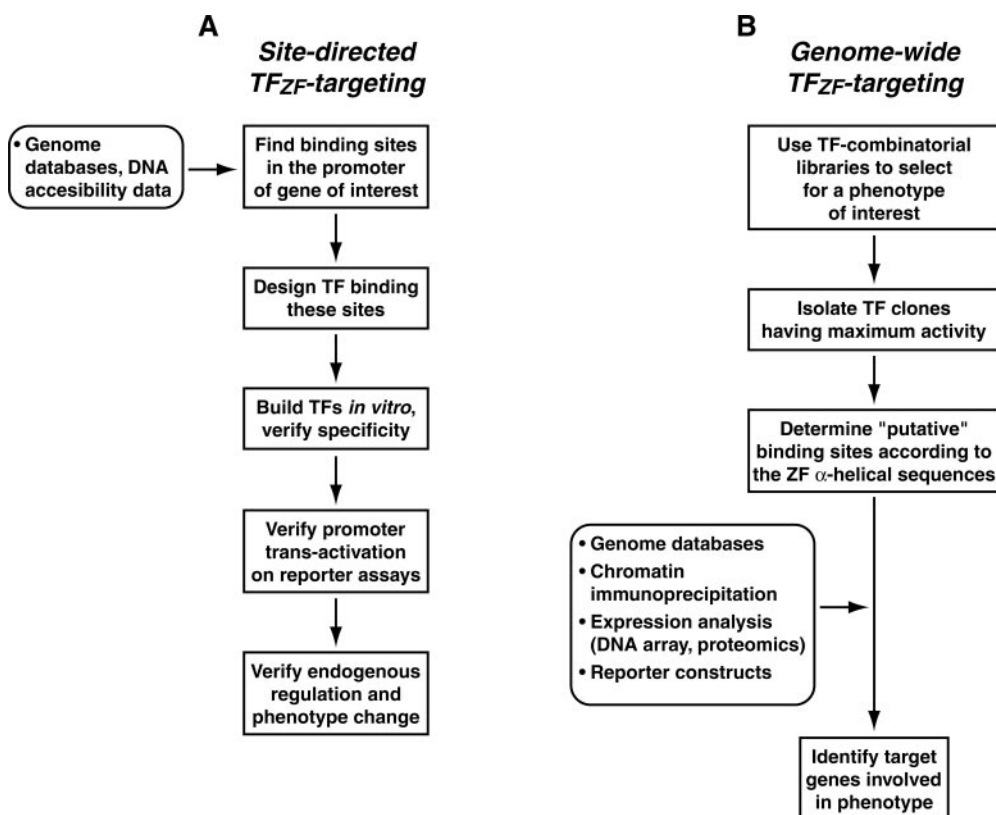 A
Site-directed
TFZF-targeting
• Genome
databases, DNA
accesibility data
Find binding sites
in the promoter
of gene of interest
Design TF binding
these sites
Build TFs in vitro,
verify specificity
Verify promoter
trans-activation
on reporter assays
Verify endogenous
regulation and
phenotype change
B
Genome-wide
TFZF-targeting
Use TF-combinatorial
libraries to select
for a phenotype
of interest
Isolate TF clones
having maximum activity
Determine "putative"
binding sites according to
the ZF α-helical sequences
• Genome databases
• Chromatin
immunoprecipitation
• Expression analysis
(DNA array, proteomics)
• Reporter constructs
Identify target
genes involved
in phenotype